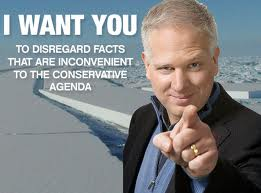 I WANT YOU
TO DISREGARD FACTS
THAT ARE INCONVENIENT
TO THE CONSERVATIVE
AGENDA